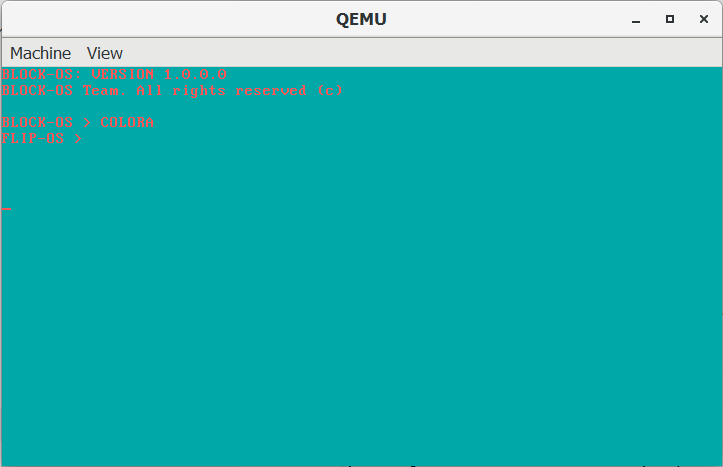 QEMU
Machine View
BLOCK-OS: VERSION 1.0.0.0
BLOCK-OS Team. All rights reserved (c)
BLOCK-OS > COLORA
FLIP-OS >